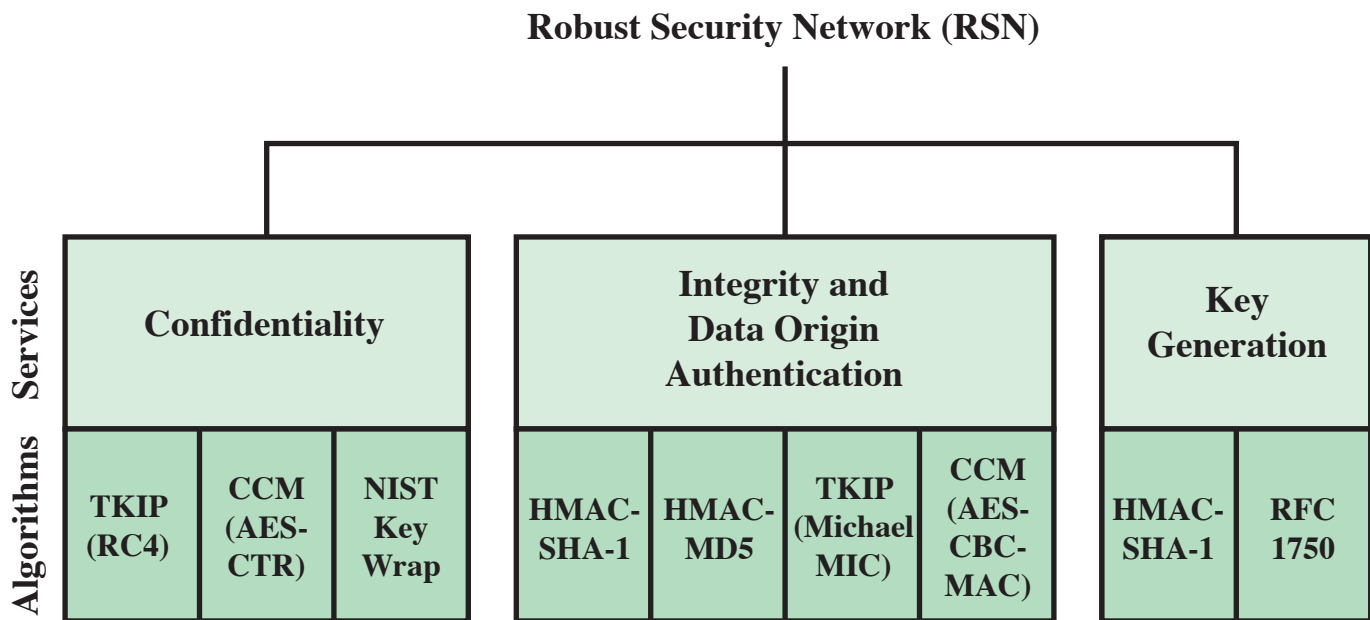 Robust Security Network (RSN)
Services
Confidentiality
Integrity and
Data Origin
Authentication
Key
Generation
Algorithms
TKIP
(RC4)
CCM
(AES-
CTR)
NIST
Key
Wrap
HMAC-
SHA-1
HMAC-
MD5
TKIP
(Michael
MIC)
CCM
(AES-
CBC-
MAC)
HMAC-
SHA-1
RFC
1750